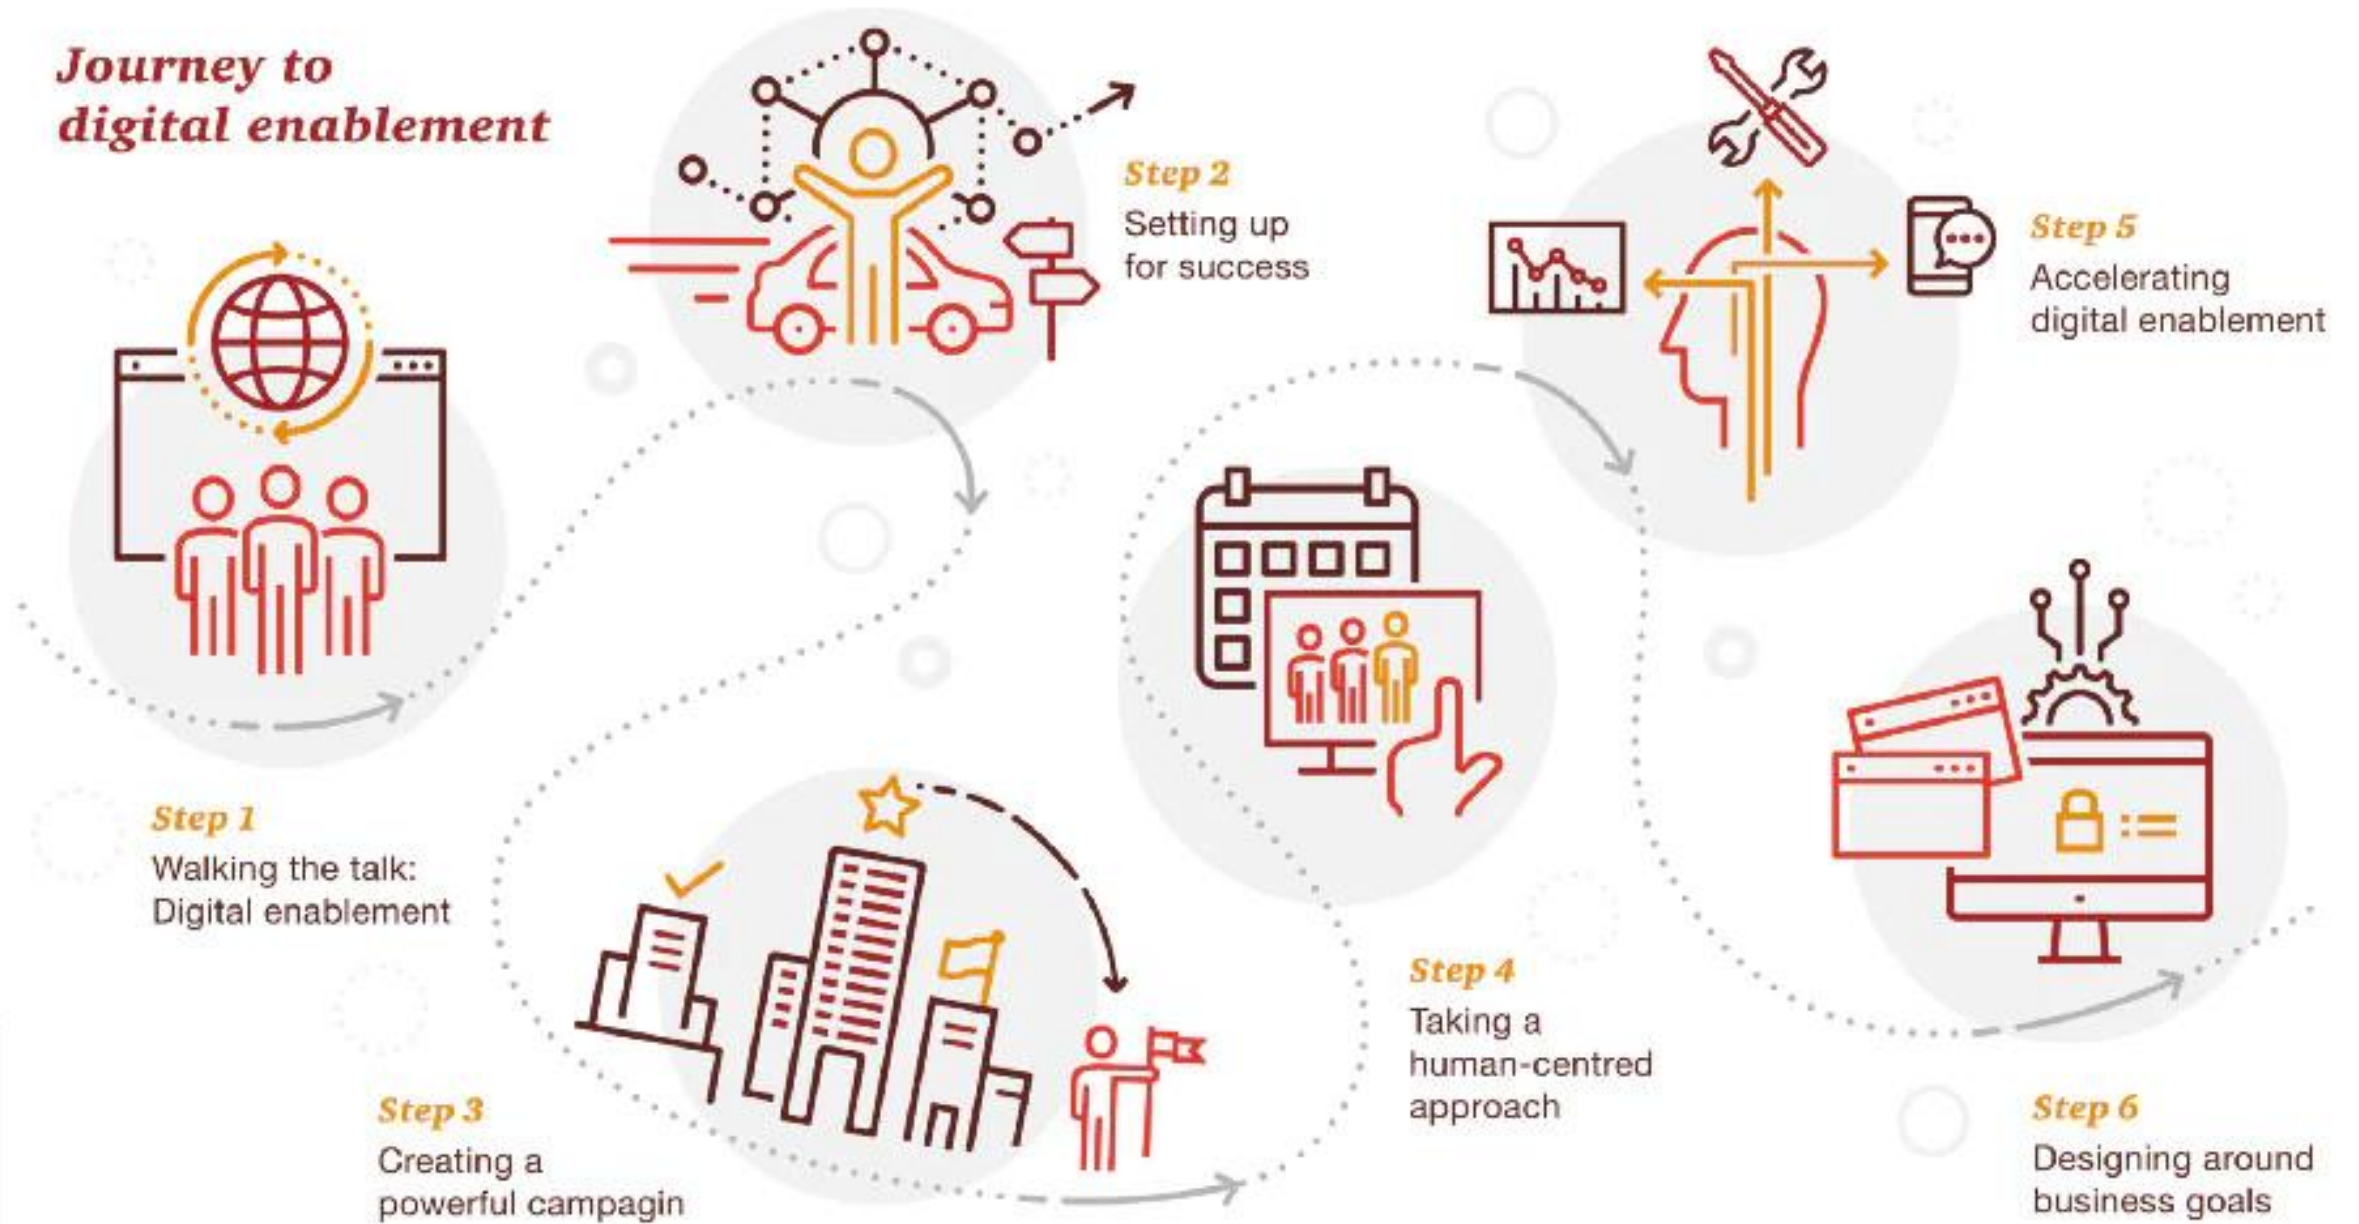 Journey to
digital enablement
Step 1
Walking the talk:
Digital enablement
Step 2
Setting up
for success
Step 3
Creating a
powerful campagin
Step 4
Taking a
human-centred
approach
Step 5
Accelerating
digital enablement
Step 6
Designing around
business goals